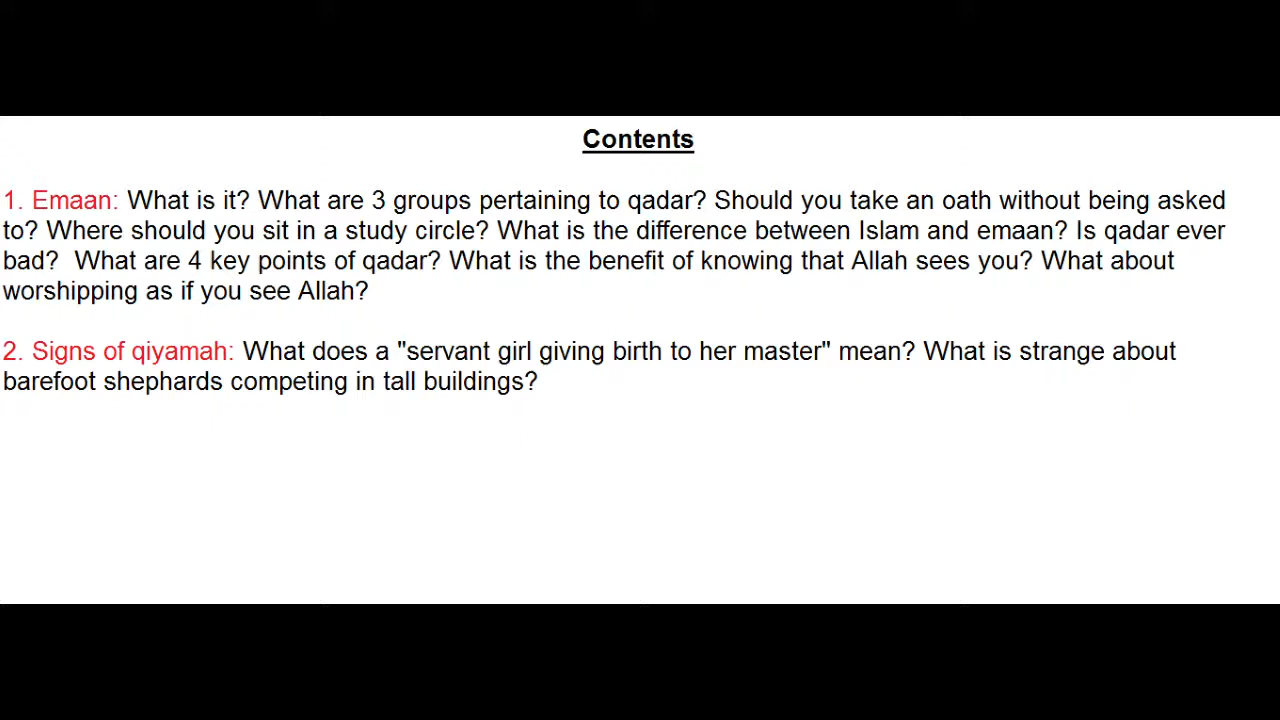 Contents
1. Emaan: What is it? What are 3 groups pertaining to qadar? Should you take an oath without being asked
to? Where should you sit in a study circle? What is the difference between Islam and emaan? Is qadar ever
bad?  What are 4 key points of qadar? What is the benefit of knowing that Allah sees you? What about
worshipping as if you see Allah?
2. Signs of qiyamah: What does a "servant girl giving birth to her master" mean? What is strange about
barefoot shephards competing in tall buildings?